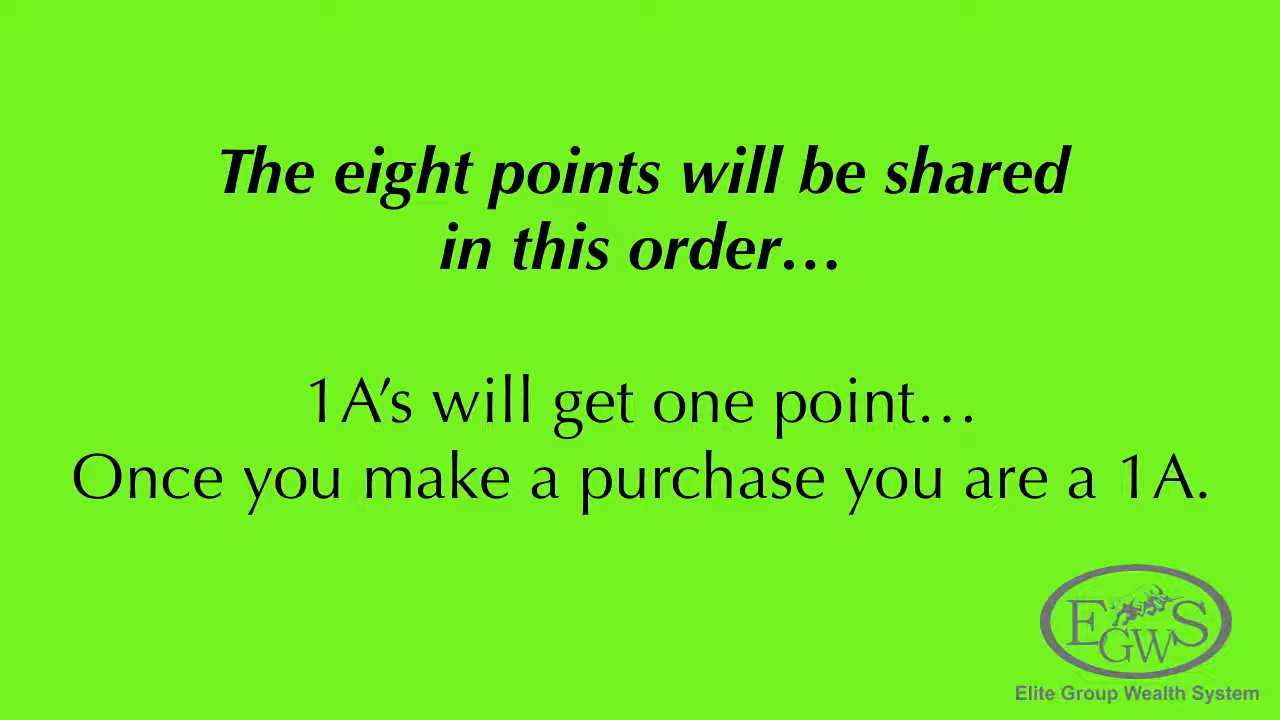 The eight points will be shared
in this order…
1A’s will get one point…
Once you make a purchase you are a 1A.
EGWS
Elite Group Wealth System